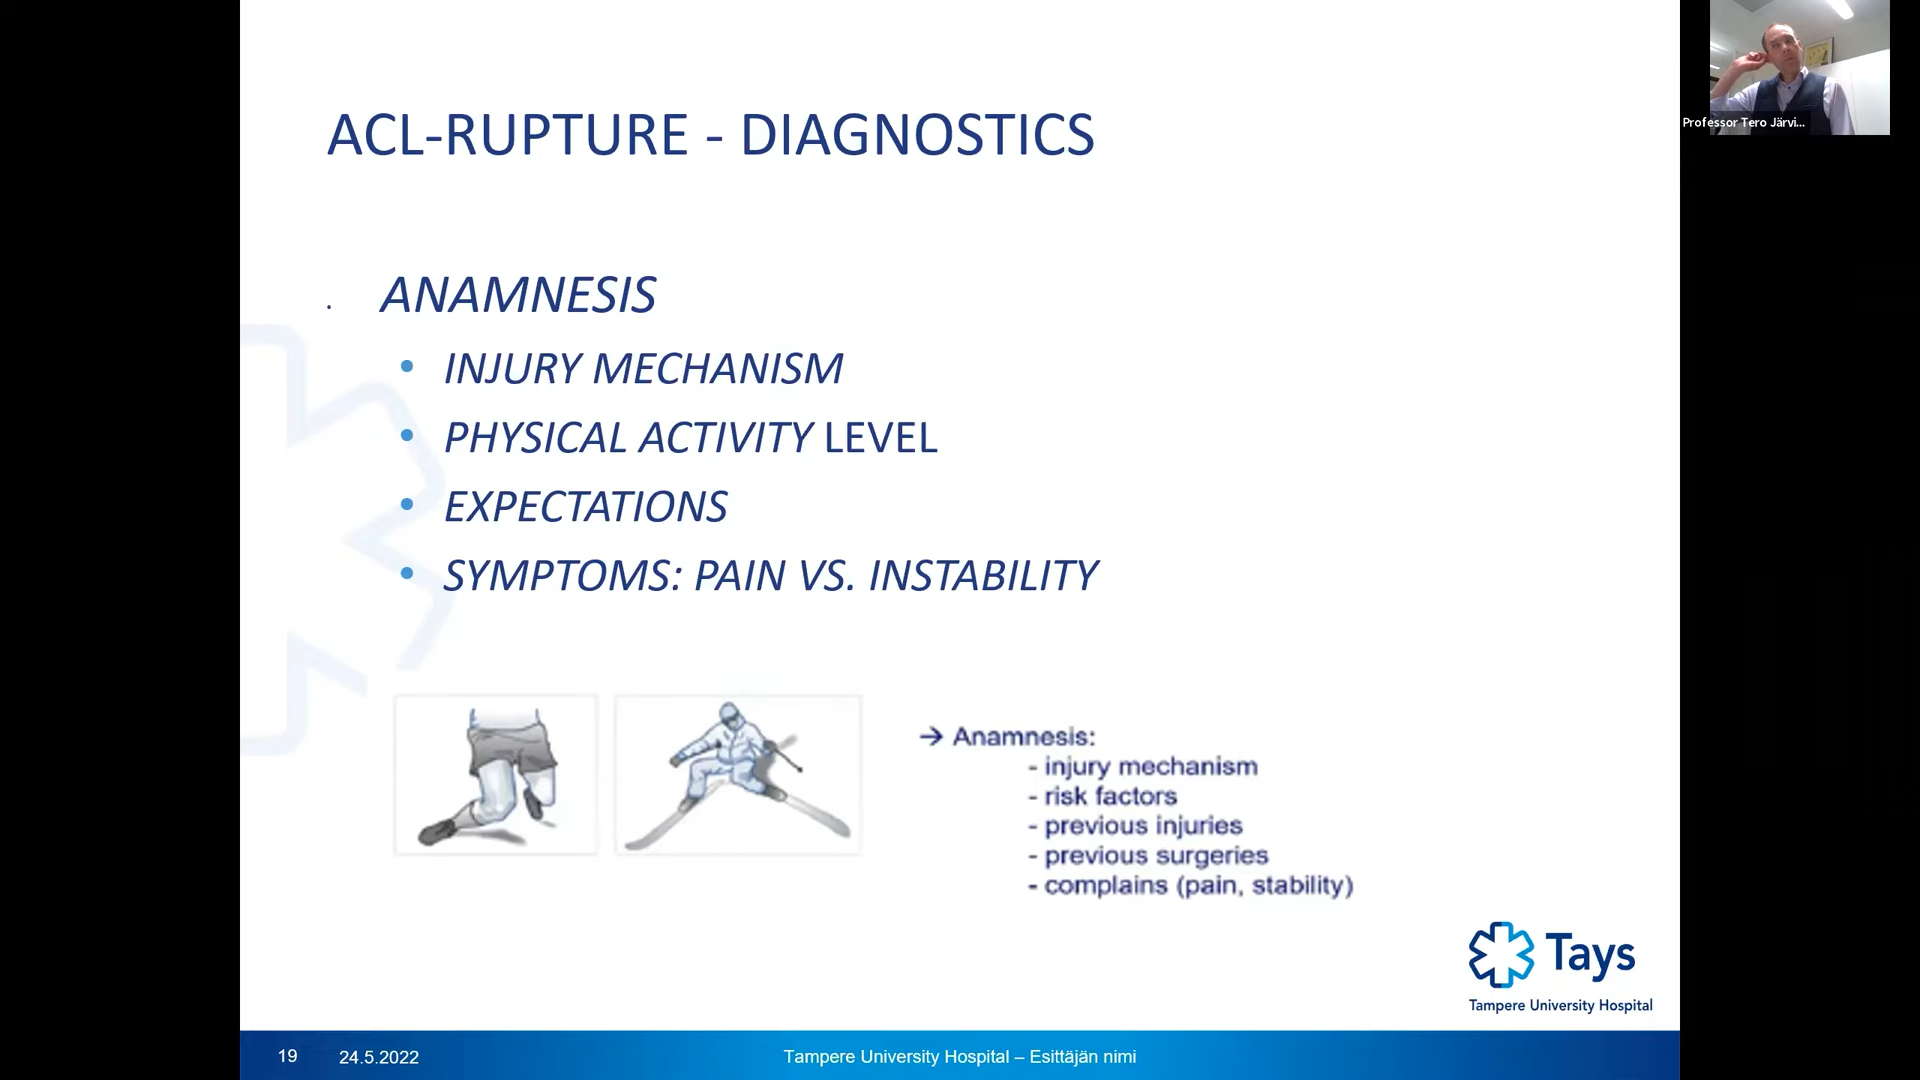 ACL-RUPTURE - DIAGNOSTICS
ANAMNESIS
INJURY MECHANISM
PHYSICAL ACTIVITY LEVEL
EXPECTATIONS
SYMPTOMS: PAIN VS. INSTABILITY
→ Anamnesis:
- injury mechanism
- risk factors
- previous injuries
- previous surgeries
- complains (pain, stability)
Tays
Tampere University Hospital
19
24.5.2022
Tampere University Hospital – Esittäjän nimi
Professor Tero Järvi...